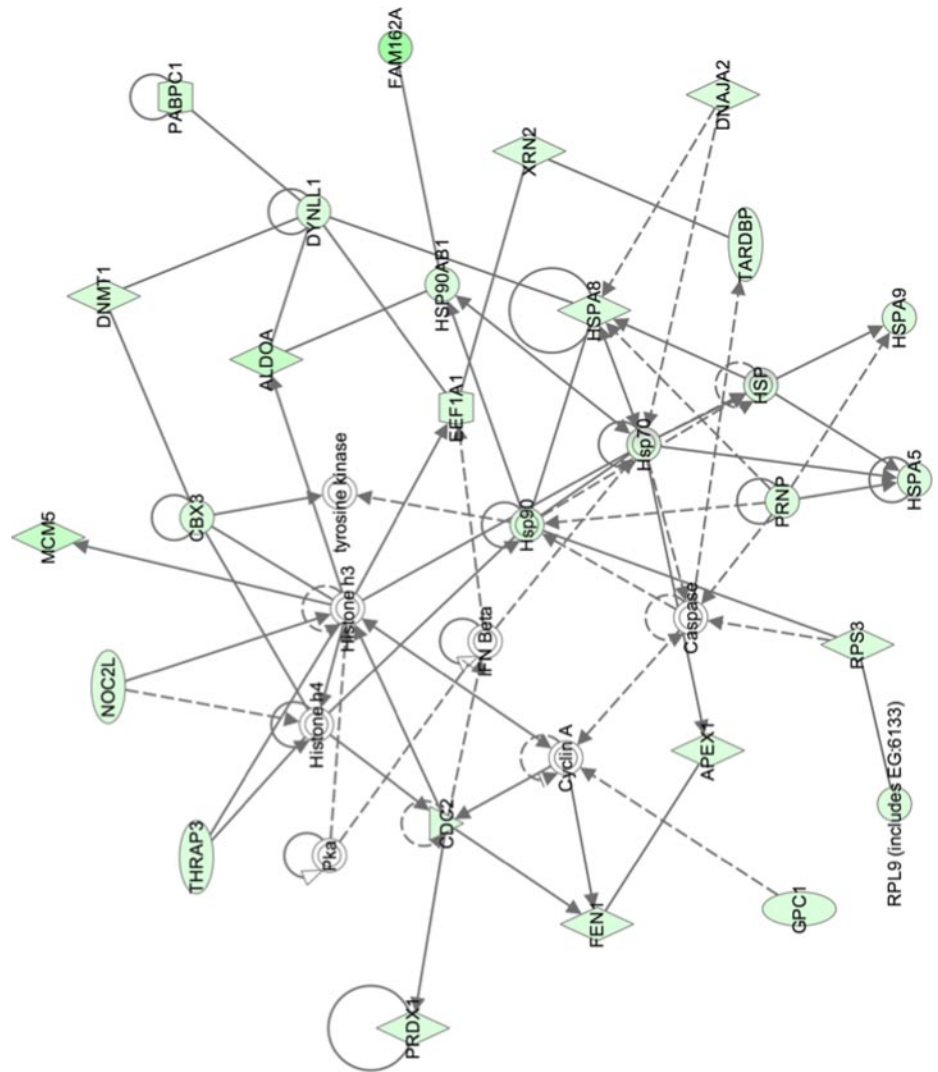 FAM162A
PABPC1
DNAJA2
XRN2
DYNLL1
TARDBP
HSP90AB1
DNMT1
HSPA8
HSPA9
ALDOA
HSP
EEF1A1
Hsp70
HSPA5
tyrosine kinase
PRNP
CBX3
Hsp90
MCM5
Histone h3
Caspase
IFN Beta
RPS3
NOC2L
Histone h4
Cyclin A
APEX1
RPL9 (includes EG:6133)
CDC2
THRAP3
Pka
GPC1
FEN1
PRDX1